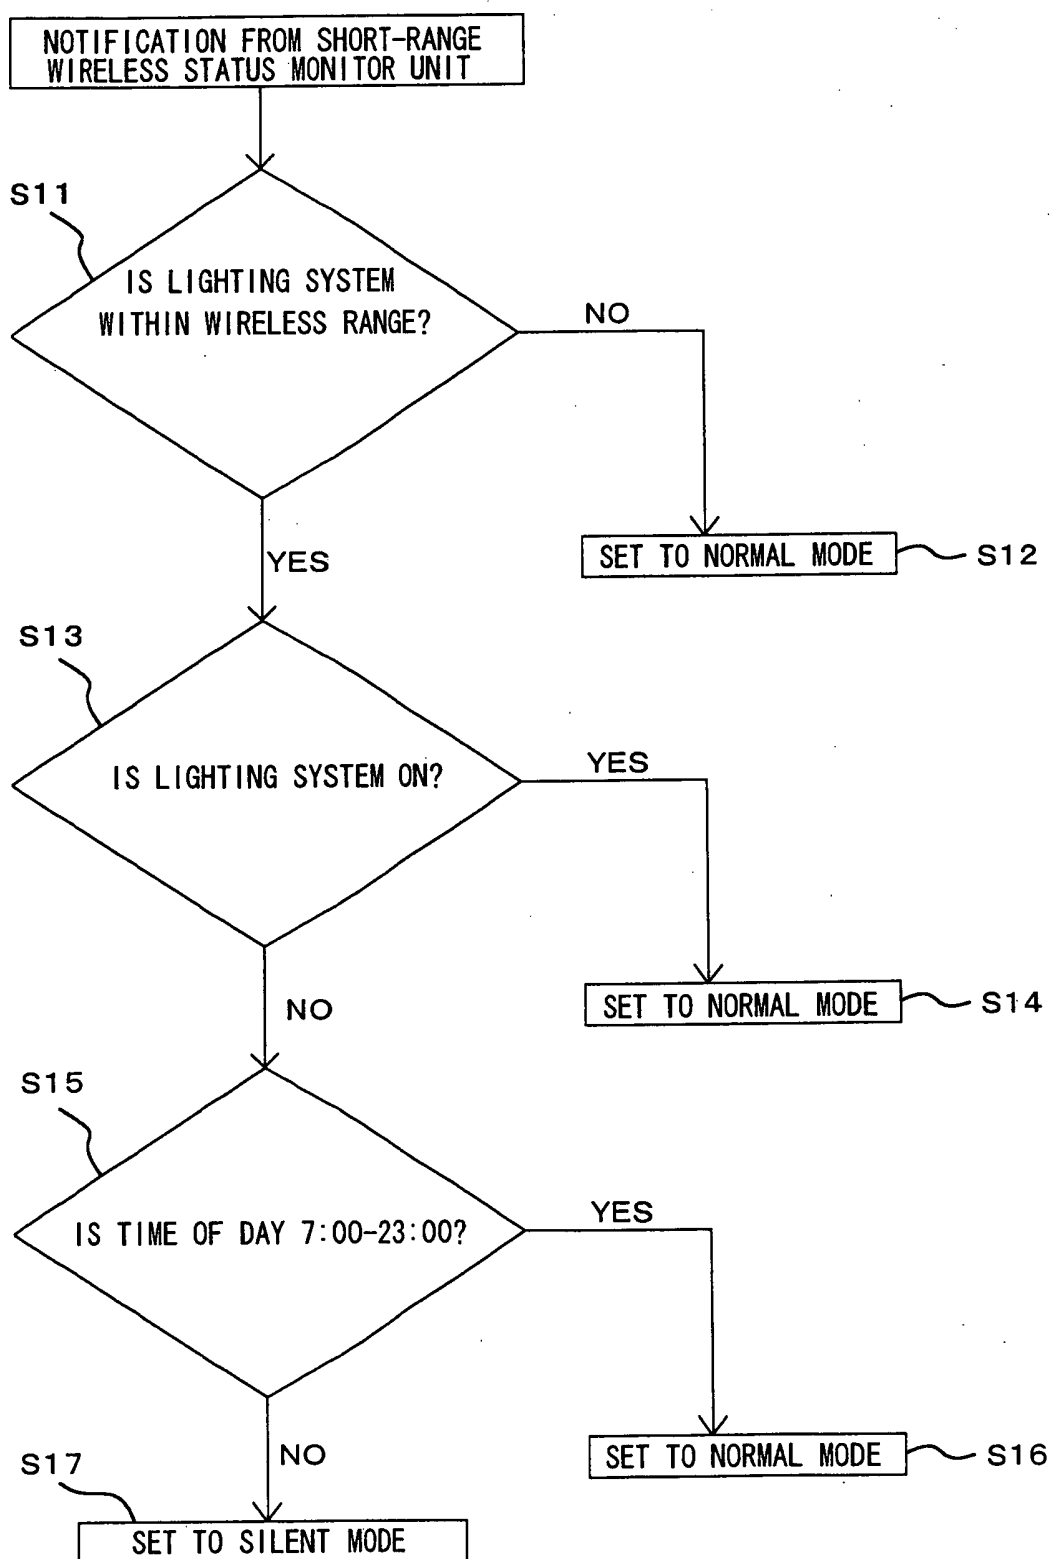 NOTIFICATION FROM SHORT-RANGE
WIRELESS STATUS MONITOR UNIT
S11
IS LIGHTING SYSTEM
WITHIN WIRELESS RANGE?
NO
YES
SET TO NORMAL MODE
S12
S13
IS LIGHTING SYSTEM ON?
YES
NO
SET TO NORMAL MODE
S14
S15
IS TIME OF DAY 7:00-23:00?
YES
NO
SET TO NORMAL MODE
S16
S17
SET TO SILENT MODE